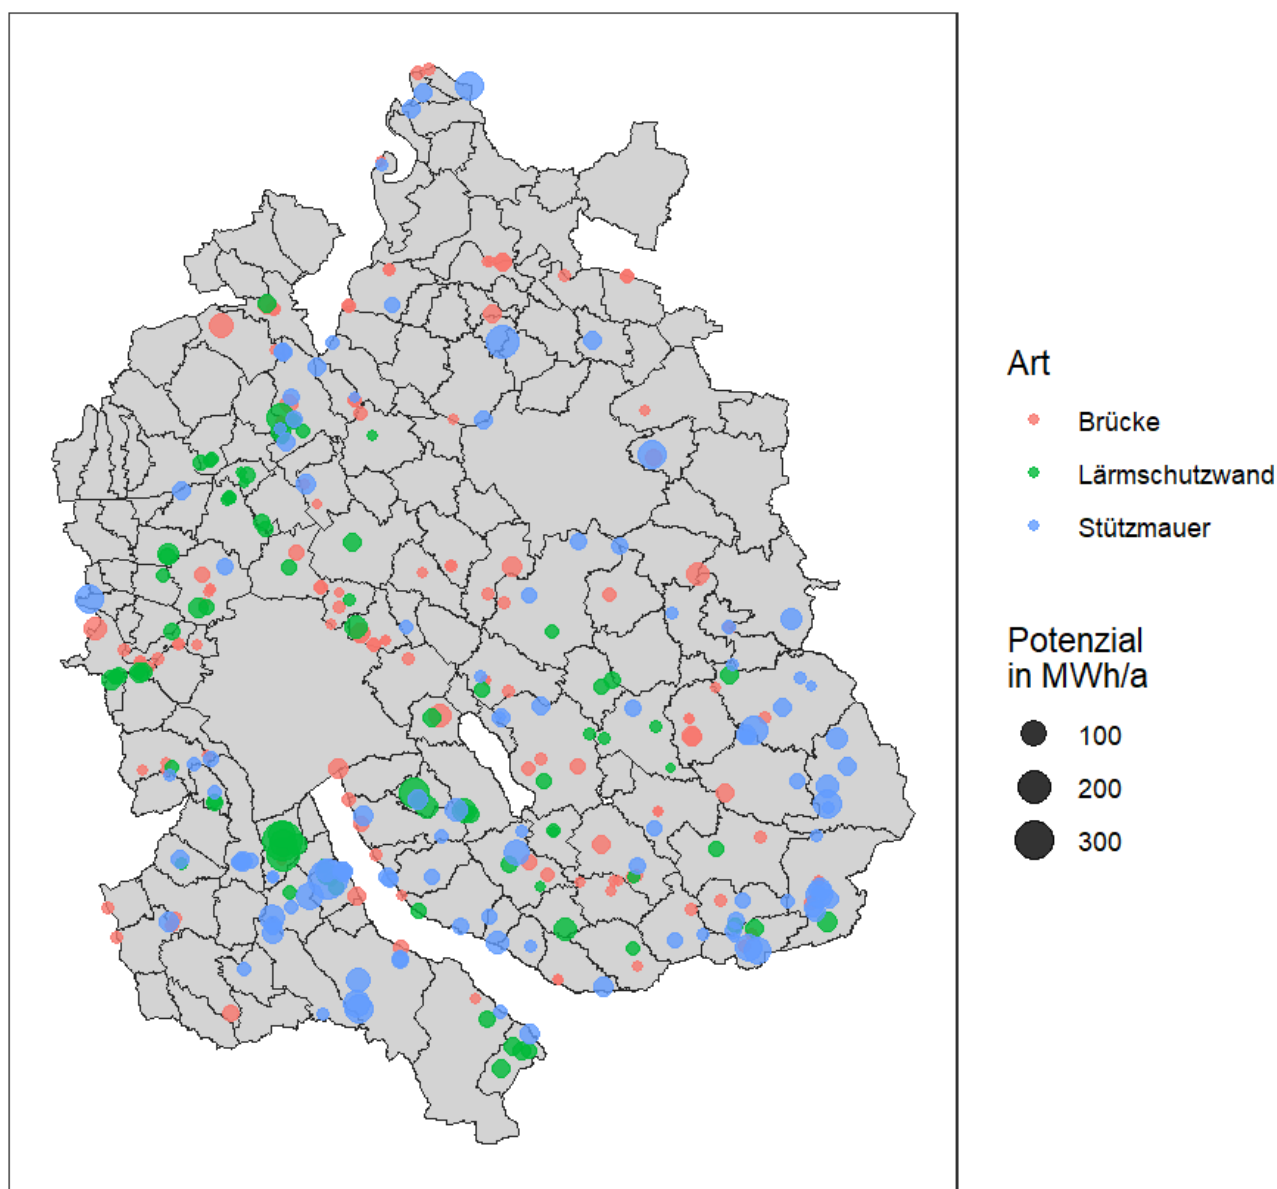 Art
Brücke
Lärmschutzwand
Stützmauer
Potenzial
in MWh/a
100
200
300